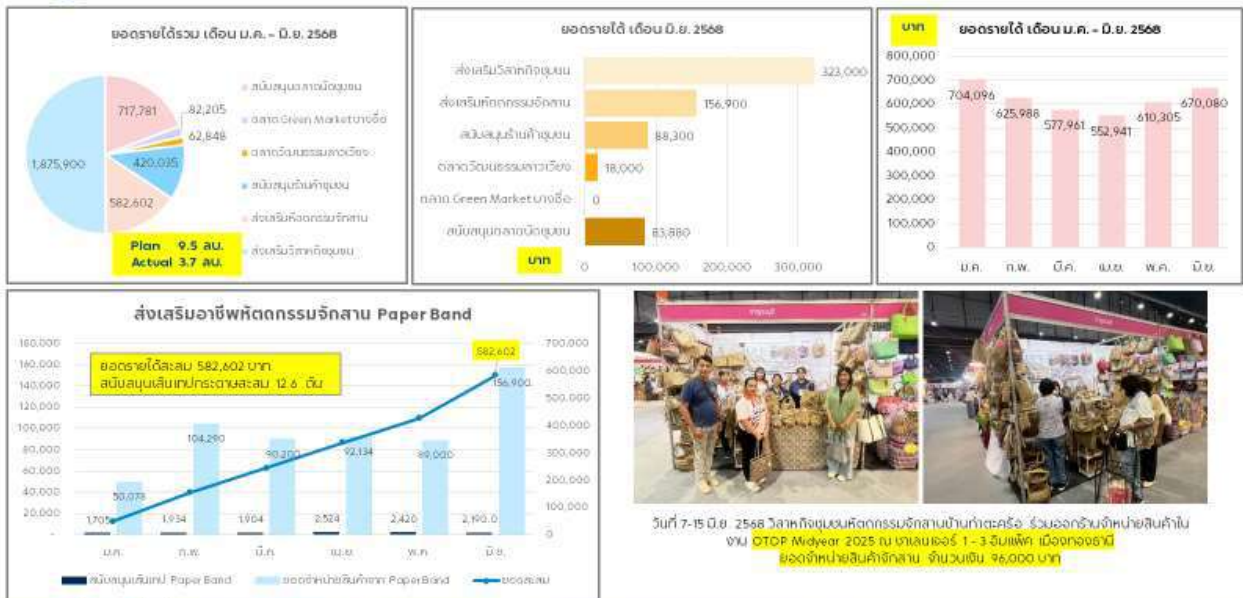 ยอดรายได้รวม เดือน ม.ค. - มิ.ย. 2568
717,781
82,205
62,848
420,035
582,602
1,875,900
สนับสนุนตลาดนัดชุมชน
ตลาด Green Market บางซื่อ
ตลาดวัฒนธรรมลาวเวียง
สนับสนุนร้านค้าชุมชน
ส่งเสริมหัตถกรรมจักสาน
ส่งเสริมวิสาหกิจชุมชน
Plan 9.5 ลบ.
Actual 3.7 ลบ.
ยอดรายได้ เดือน มิ.ย. 2568
ส่งเสริมวิสาหกิจชุมชน 323,000
ส่งเสริมหัตถกรรมจักสาน 156,900
สนับสนุนร้านค้าชุมชน 88,300
ตลาดวัฒนธรรมลาวเวียง 18,000
ตลาด Green Market บางซื่อ 0
สนับสนุนตลาดนัดชุมชน 83,880
บาท
0 100,000 200,000 300,000
บาท
ยอดรายได้ เดือน ม.ค. - มิ.ย. 2568
800,000
700,000
600,000
500,000
400,000
300,000
200,000
100,000
0
704,096 625,988 577,961 552,941 610,305 670,080
ม.ค. ก.พ. มี.ค. เม.ย. พ.ค. มิ.ย.
ส่งเสริมอาชีพหัตถกรรมจักสาน Paper Band
ยอดรายได้สะสม 582,602 บาท
สนับสนุนเส้นเทปกระดาษสะสม 12.6 ตัน
160,000
140,000
120,000
100,000
80,000
60,000
40,000
20,000
-
700,000
600,000
500,000
400,000
300,000
200,000
100,000
0
582,602
50,078 104,290 90,200 92,134 89,000 156,900
1,705 1,934 1,904 2,524 2,420 2,190.0
ม.ค. ก.พ. มี.ค. เม.ย. พ.ค. มิ.ย.
สนับสนุนเส้นเทป Paper Band ยอดจำหน่ายสินค้าจาก Paper Band ยอดสะสม
วันที่ 7-15 มิ.ย. 2568 วิสาหกิจชุมชนหัตถกรรมจักสานบ้านท่าตะคร้อ ร่วมออกร้านจำหน่ายสินค้าใน
งาน OTOP Midyear 2025 ณ ชาเลนเจอร์ 1 - 3 อิมแพ็ค เมืองทองธานี
ยอดจำหน่ายสินค้าจักสาน จำนวนเงิน 96,000 บาท